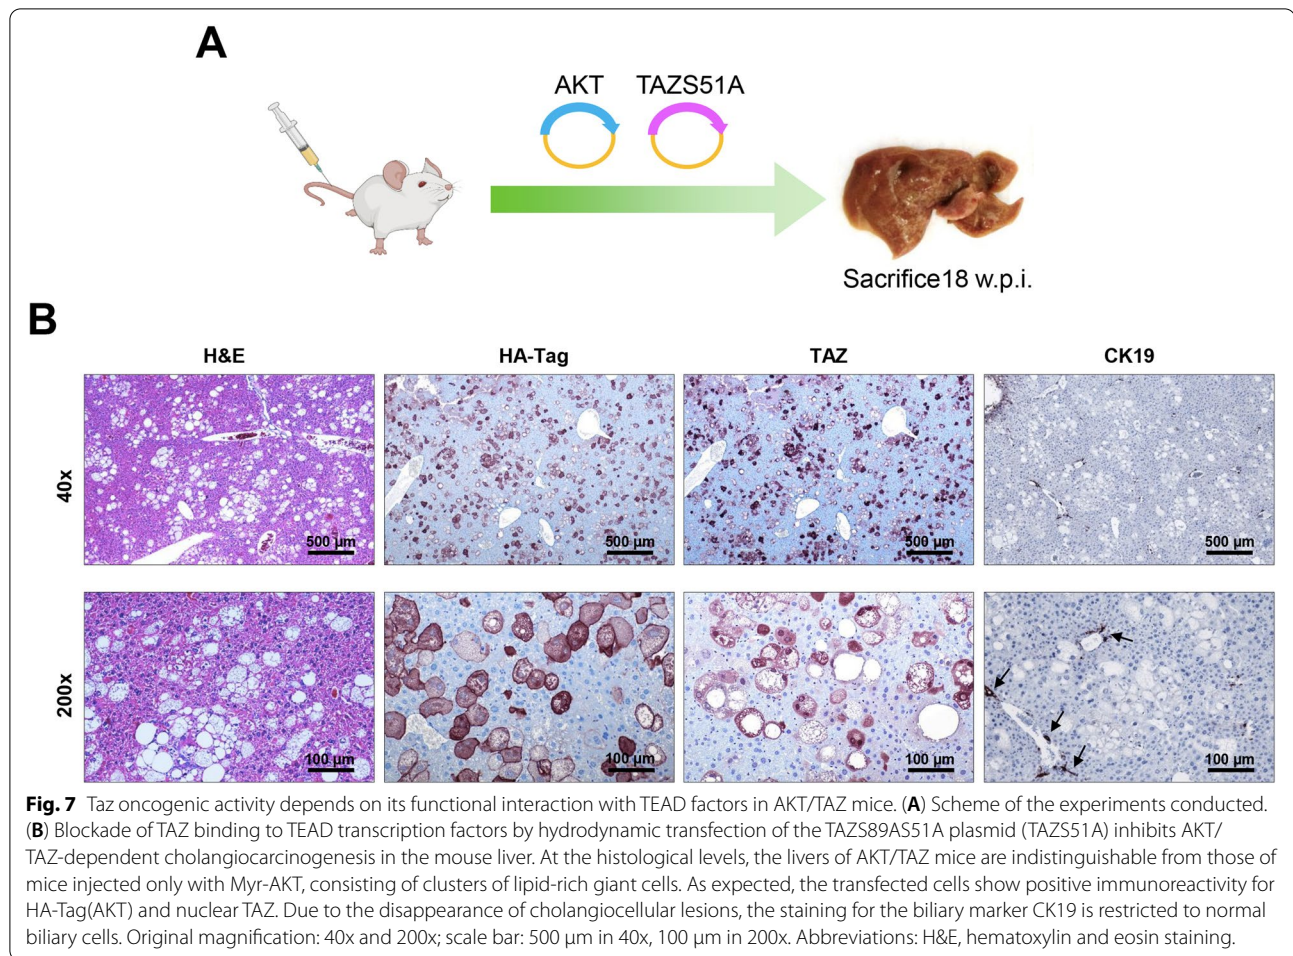 A
AKT TAZS51A
Sacrifice18 w.p.i.
B
H&E HA-Tag TAZ CK19
40x
500 µm 500 µm 500 µm 500 µm
200x
100 µm 100 µm 100 µm 100 µm
Fig. 7 Taz oncogenic activity depends on its functional interaction with TEAD factors in AKT/TAZ mice. (A) Scheme of the experiments conducted.
(B) Blockade of TAZ binding to TEAD transcription factors by hydrodynamic transfection of the TAZS89AS51A plasmid (TAZS51A) inhibits AKT/
TAZ-dependent cholangiocarcinogenesis in the mouse liver. At the histological levels, the livers of AKT/TAZ mice are indistinguishable from those of
mice injected only with Myr-AKT, consisting of clusters of lipid-rich giant cells. As expected, the transfected cells show positive immunoreactivity for
HA-Tag(AKT) and nuclear TAZ. Due to the disappearance of cholangiocellular lesions, the staining for the biliary marker CK19 is restricted to normal
biliary cells. Original magnification: 40x and 200x; scale bar: 500 µm in 40x, 100 µm in 200x. Abbreviations: H&E, hematoxylin and eosin staining.